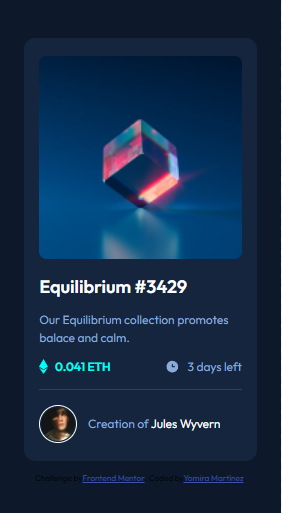 Equilibrium #3429
Our Equilibrium collection promotes
balace and calm.
0.041 ETH
3 days left
Creation of Jules Wyvern
Challenge by Frontend Mentor. Coded by Yomira Martinez